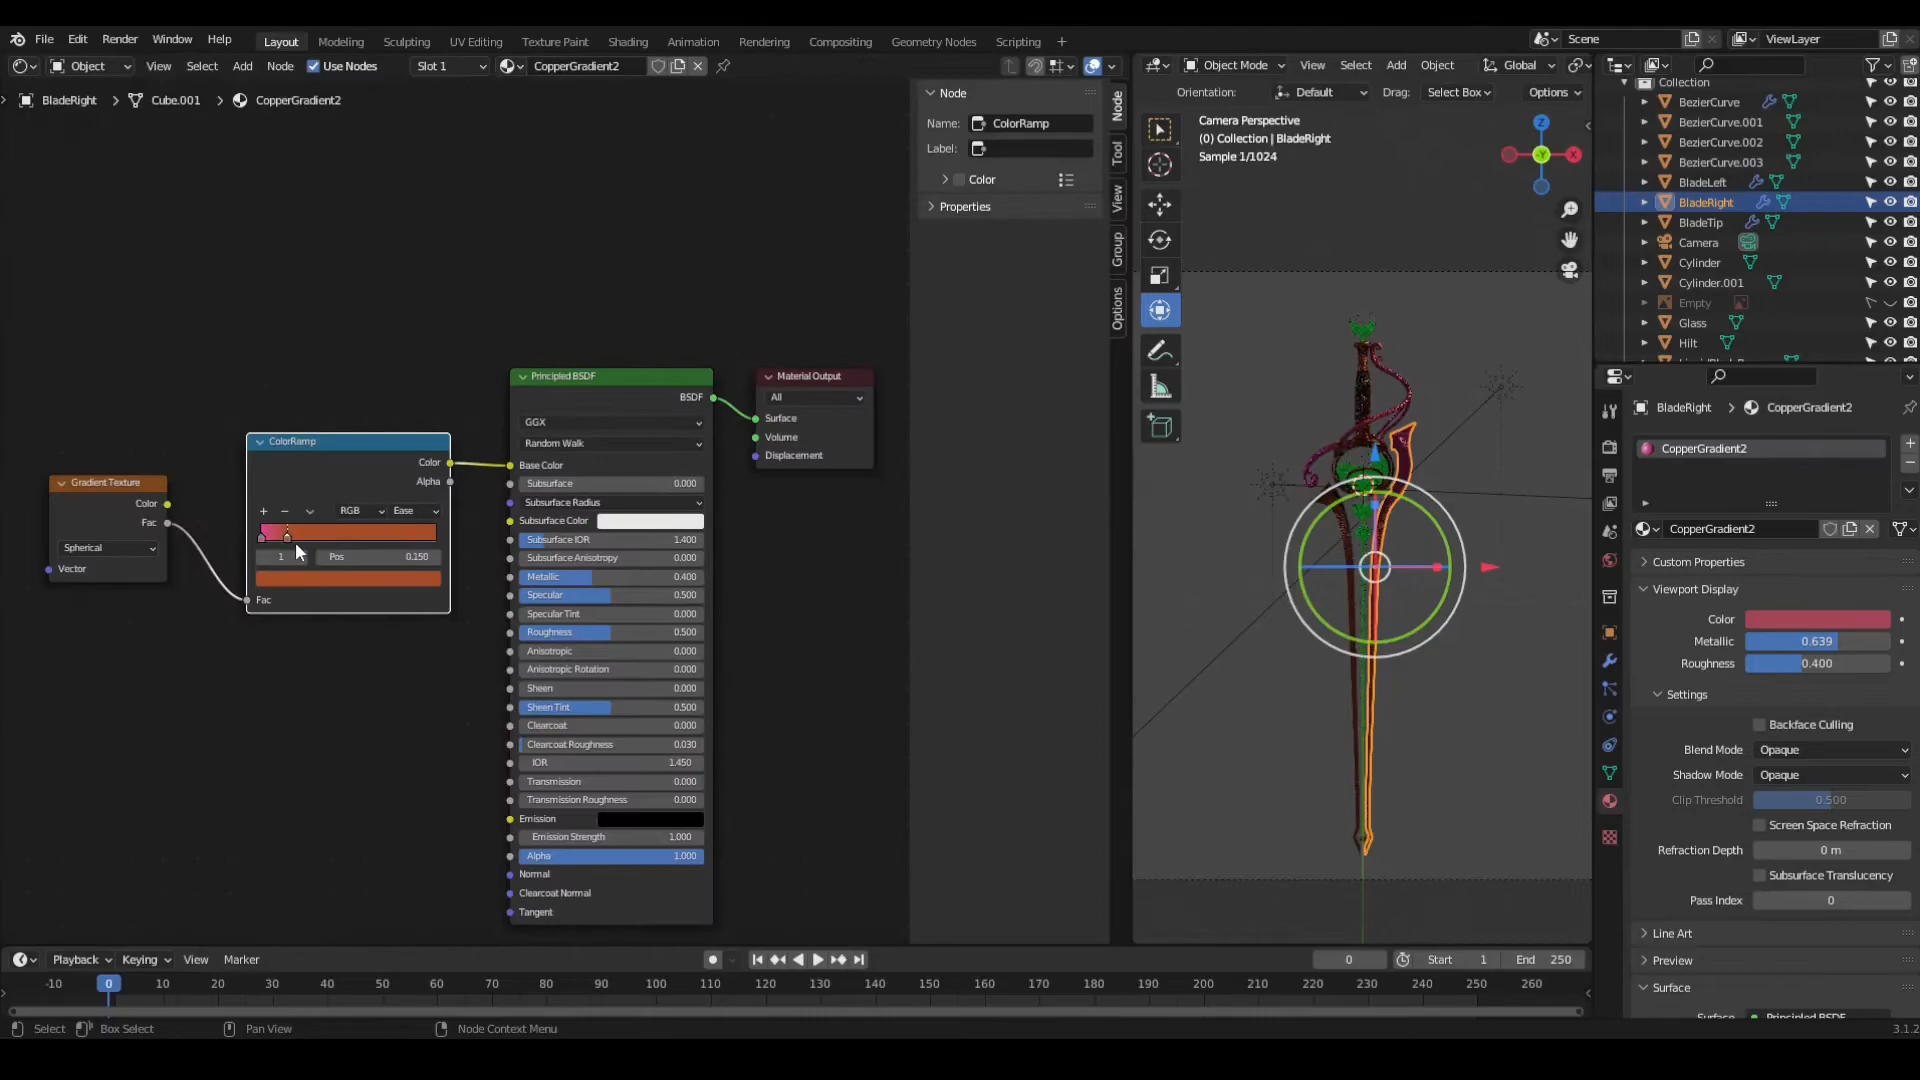 File Edit Render Window Help Layout Modeling Sculpting UV Editing Texture Paint Shading Animation Rendering Compositing Geometry Nodes Scripting + Scene ViewLayer
Object View Select Add Node Use Nodes Slot 1 CopperGradient2
Object Mode View Select Add Object Global
BladeRight > Cube.001 > CopperGradient2
Orientation: Default Drag: Select Box Options
Node
Name: ColorRamp
Label:
Color
Properties
Node
Tool
View
Group
Options
Camera Perspective
(0) Collection | BladeRight
Sample 1/1024
Z
-Y
X
Collection
BezierCurve
BezierCurve.001
BezierCurve.002
BezierCurve.003
BladeLeft
BladeRight
BladeTip
Camera
Cylinder
Cylinder.001
Empty
Glass
Hilt
Gradient Texture
Color
Fac
Spherical
Vector
ColorRamp
Color
Alpha
+ − RGB Ease
1 Pos 0.150
Fac
Principled BSDF
BSDF
GGX
Random Walk
Base Color
Subsurface 0.000
Subsurface Radius
Subsurface Color
Subsurface IOR 1.400
Subsurface Anisotropy 0.000
Metallic 0.400
Specular 0.500
Specular Tint 0.000
Roughness 0.500
Anisotropic 0.000
Anisotropic Rotation 0.000
Sheen 0.000
Sheen Tint 0.500
Clearcoat 0.000
Clearcoat Roughness 0.030
IOR 1.450
Transmission 0.000
Transmission Roughness 0.000
Emission
Emission Strength 1.000
Alpha 1.000
Normal
Clearcoat Normal
Tangent
Material Output
All
Surface
Volume
Displacement
BladeRight > CopperGradient2
CopperGradient2
CopperGradient2
Custom Properties
Viewport Display
Color
Metallic 0.639
Roughness 0.400
Settings
Backface Culling
Blend Mode Opaque
Shadow Mode Opaque
Clip Threshold 0.500
Screen Space Refraction
Refraction Depth 0 m
Subsurface Translucency
Pass Index 0
Line Art
Preview
Surface
Surface Principled BSDF
Playback Keying View Marker 0 Start 1 End 250
-10 0 10 20 30 40 50 60 70 80 90 100 110 120 130 140 150 160 170 180 190 200 210 220 230 240 250 260
Select Box Select Pan View Node Context Menu 3.1.2